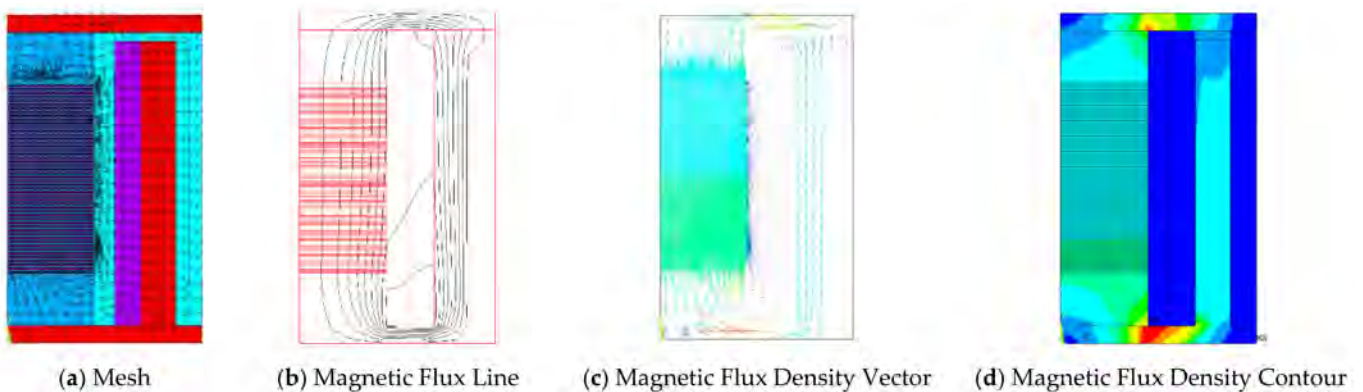 (a) Mesh
(b) Magnetic Flux Line
(c) Magnetic Flux Density Vector
(d) Magnetic Flux Density Contour